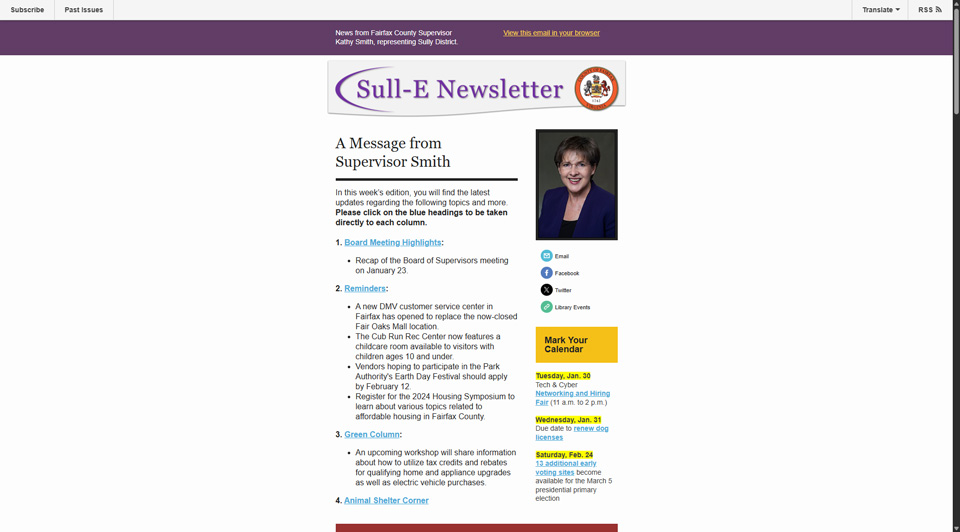 Subscribe
Past Issues
Translate
RSS
News from Fairfax County Supervisor
Kathy Smith, representing Sully District.
View this email in your browser
Sull-E Newsletter
1742
A Message from
Supervisor Smith
In this week's edition, you will find the latest
updates regarding the following topics and more.
Please click on the blue headings to be taken
directly to each column.
1. Board Meeting Highlights:
• Recap of the Board of Supervisors meeting
on January 23.
2. Reminders:
• A new DMV customer service center in
Fairfax has opened to replace the now-closed
Fair Oaks Mall location.
• The Cub Run Rec Center now features a
childcare room available to visitors with
children ages 10 and under.
• Vendors hoping to participate in the Park
Authority's Earth Day Festival should apply
by February 12.
• Register for the 2024 Housing Symposium to
learn about various topics related to
affordable housing in Fairfax County.
3. Green Column:
• An upcoming workshop will share information
about how to utilize tax credits and rebates
for qualifying home and appliance upgrades
as well as electric vehicle purchases.
4. Animal Shelter Corner
Email
Facebook
Twitter
Library Events
Mark Your
Calendar
Tuesday, Jan. 30
Tech & Cyber
Networking and Hiring
Fair (11 a.m. to 2 p.m.)
Wednesday, Jan. 31
Due date to renew dog
licenses
Saturday, Feb. 24
13 additional early
voting sites become
available for the March 5
presidential primary
election